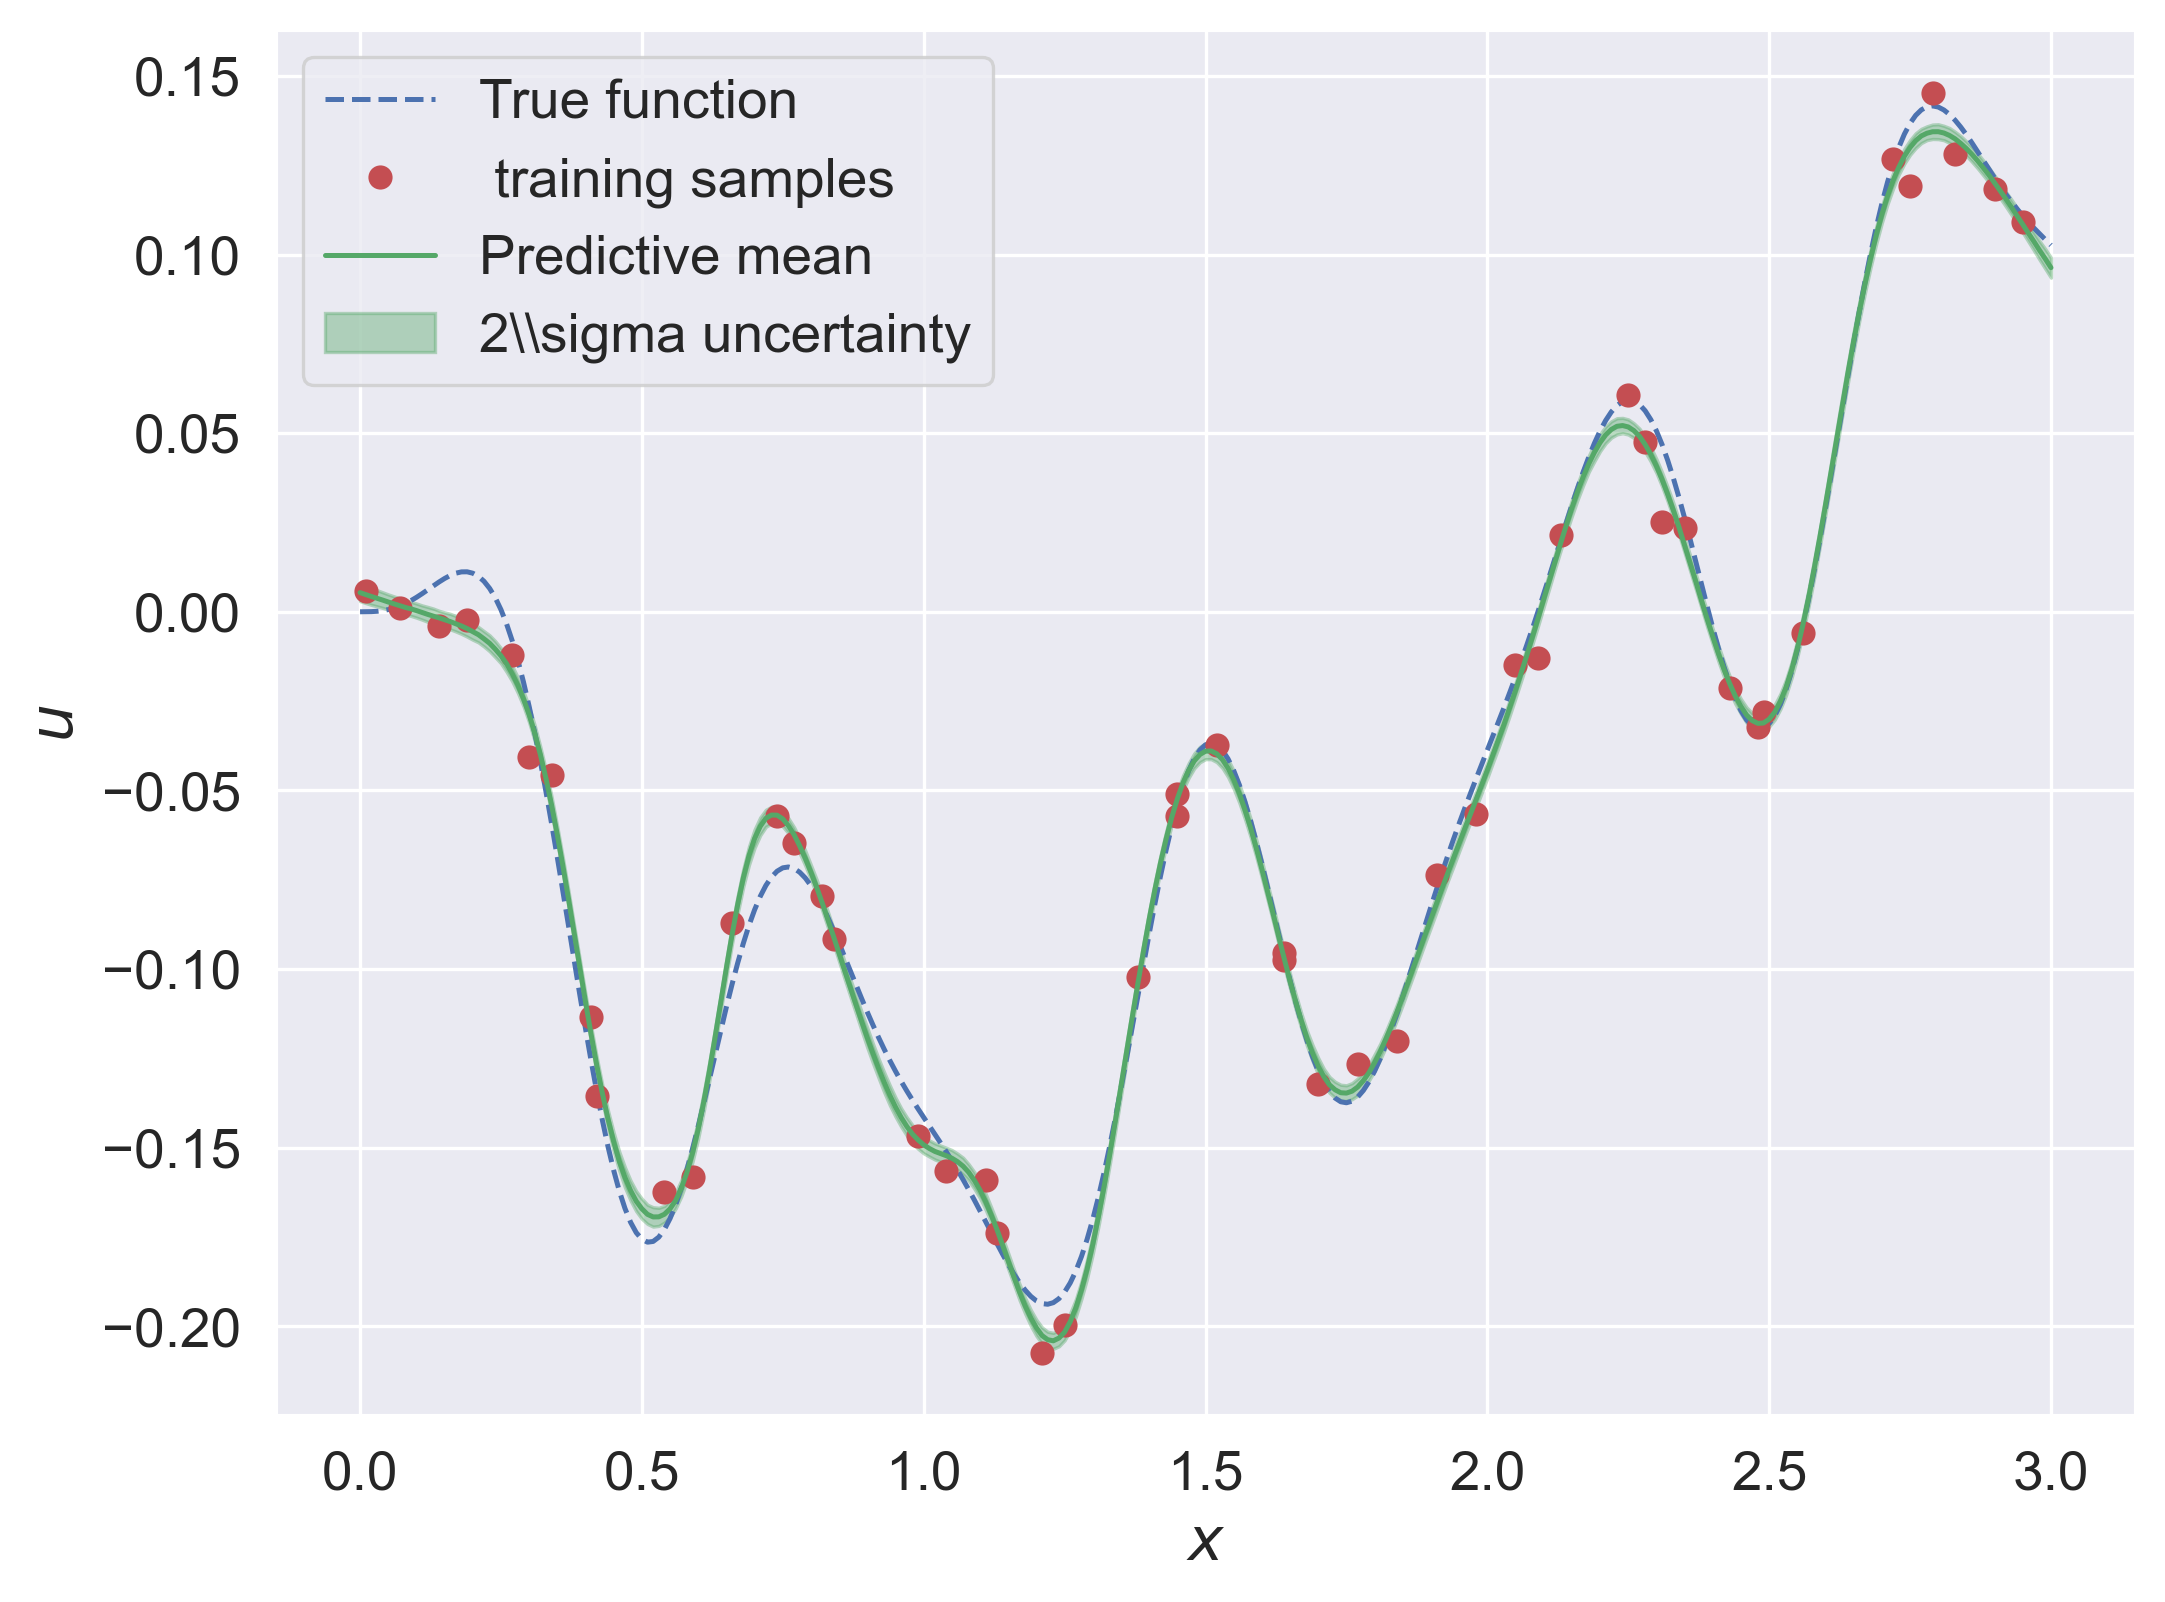 True function
training samples
Predictive mean
2\\sigma uncertainty
0.15
0.10
0.05
0.00
−0.05
−0.10
−0.15
−0.20
u
0.0 0.5 1.0 1.5 2.0 2.5 3.0
x